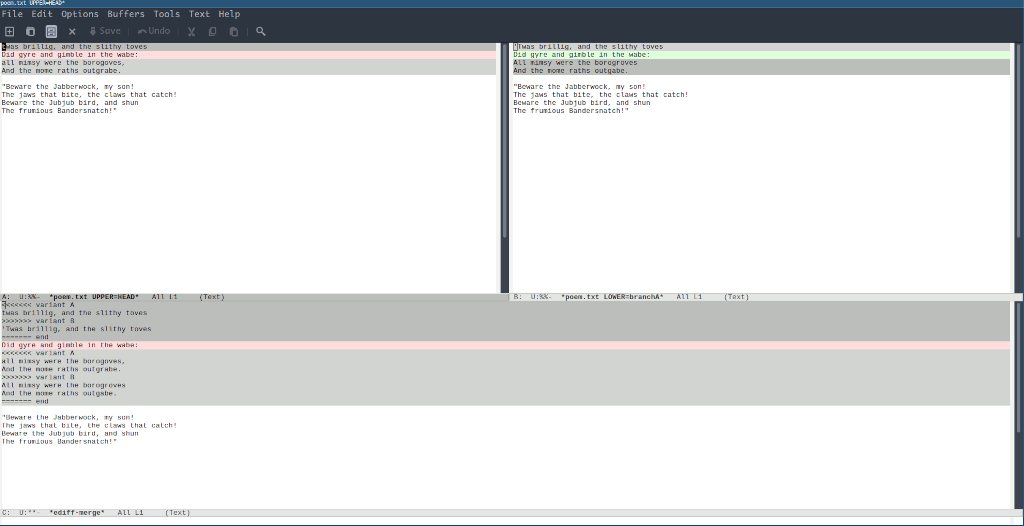 poem.txt UPPER=HEAD*
File Edit Options Buffers Tools Text Help
Save Undo
twas brillig, and the slithy toves
Did gyre and gimble in the wabe:
all mimsy were the borogoves,
And the mome raths outgrabe.
"Beware the Jabberwock, my son!
The jaws that bite, the claws that catch!
Beware the Jubjub bird, and shun
The frumious Bandersnatch!"
A: U:%%- *poem.txt UPPER=HEAD* All L1 (Text)
'Twas brillig, and the slithy toves
Did gyre and gimble in the wabe:
All mimsy were the borogroves
And the mome raths outgabe.
"Beware the Jabberwock, my son!
The jaws that bite, the claws that catch!
Beware the Jubjub bird, and shun
The frumious Bandersnatch!"
B: U:%%- *poem.txt LOWER=branchA* All L1 (Text)
<<<<<<< variant A
twas brillig, and the slithy toves
>>>>>>> variant B
'Twas brillig, and the slithy toves
======= end
Did gyre and gimble in the wabe:
<<<<<<< variant A
all mimsy were the borogoves,
And the mome raths outgrabe.
>>>>>>> variant B
All mimsy were the borogroves
And the mome raths outgabe.
======= end
"Beware the Jabberwock, my son!
The jaws that bite, the claws that catch!
Beware the Jubjub bird, and shun
The frumious Bandersnatch!"
C: U:**- *ediff-merge* All L1 (Text)